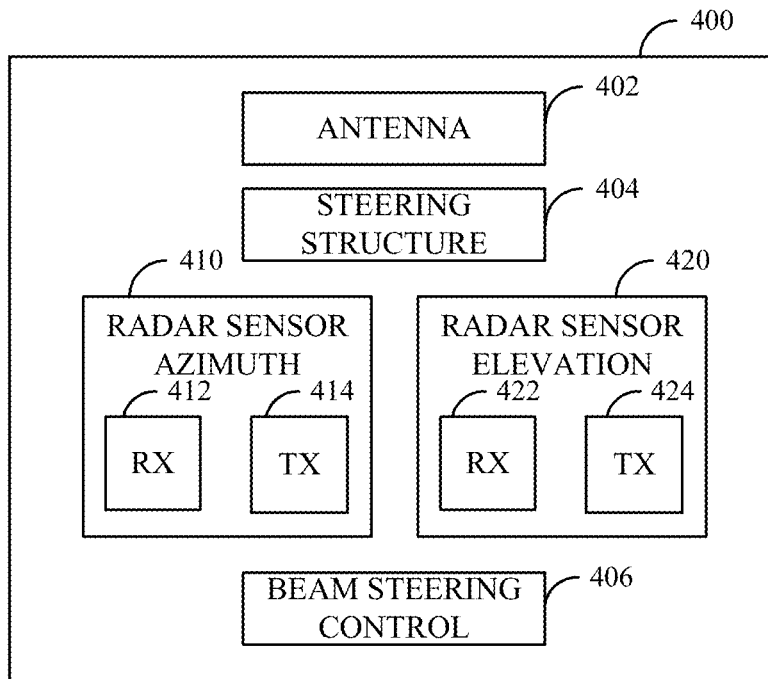 400
402
ANTENNA
404
STEERING
STRUCTURE
410
420
RADAR SENSOR
AZIMUTH
RADAR SENSOR
ELEVATION
412
414
422
424
RX
TX
RX
TX
406
BEAM STEERING
CONTROL